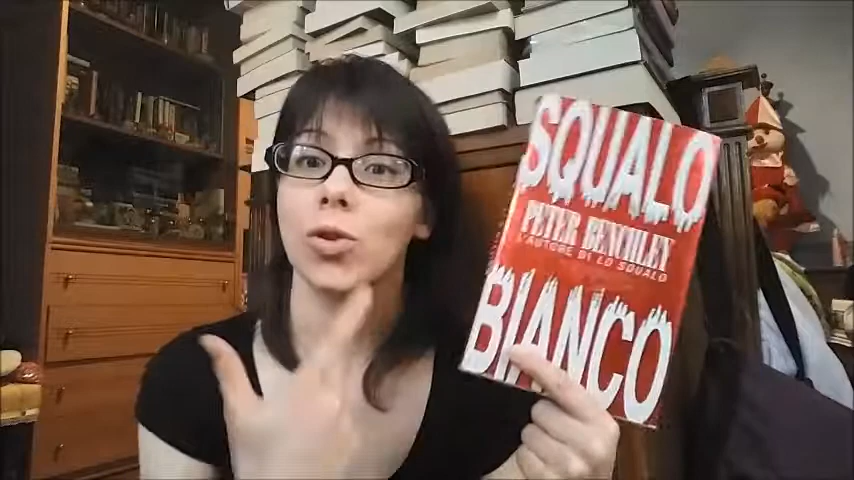 SQUALO
PETER BENCHLEY
L'AUTORE DI LO SQUALO
BIANCO